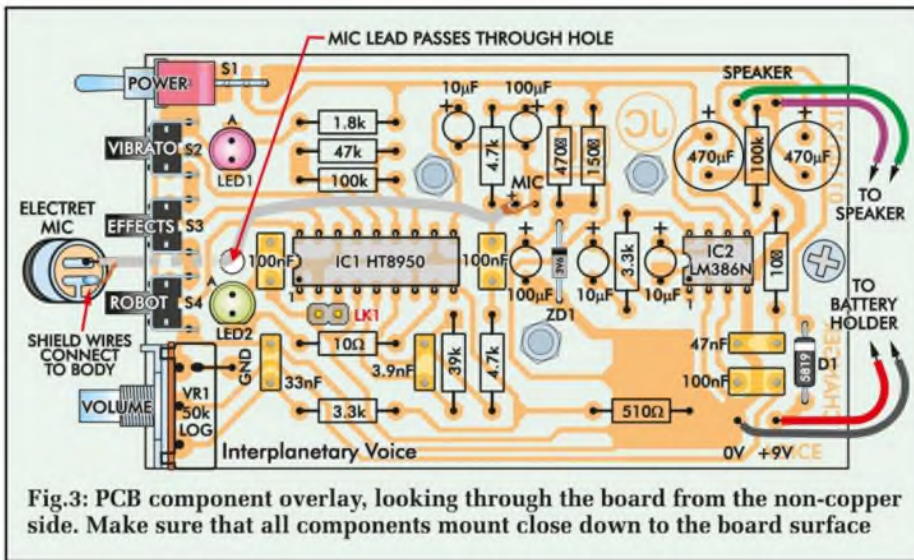 MIC LEAD PASSES THROUGH HOLE
POWER
S1
SPEAKER
10µF
100µF
+
+
+
+
JC
VIBRATO
S2
A
LED1
1.8k
47k
100k
4.7k
470Ω
150Ω
470µF
100k
470µF
MIC
+
TO
SPEAKER
ELECTRET
MIC
EFFECTS
S3
100nF
IC1 HT8950
1
100nF
+
100µF
3V6
ZD1
+
10µF
3.3k
+
10µF
IC2
LM386N
1
10Ω
A
ROBOT
S4
LED2
LK1
SHIELD WIRES
CONNECT
TO BODY
TO
BATTERY
HOLDER
10Ω
3.9nF
39k
4.7k
47nF
100nF
5819
D1
VOLUME
VR1
50k
LOG
GND
33nF
3.3k
510Ω
Interplanetary Voice
0V
+9V
Fig.3: PCB component overlay, looking through the board from the non-copper
side. Make sure that all components mount close down to the board surface